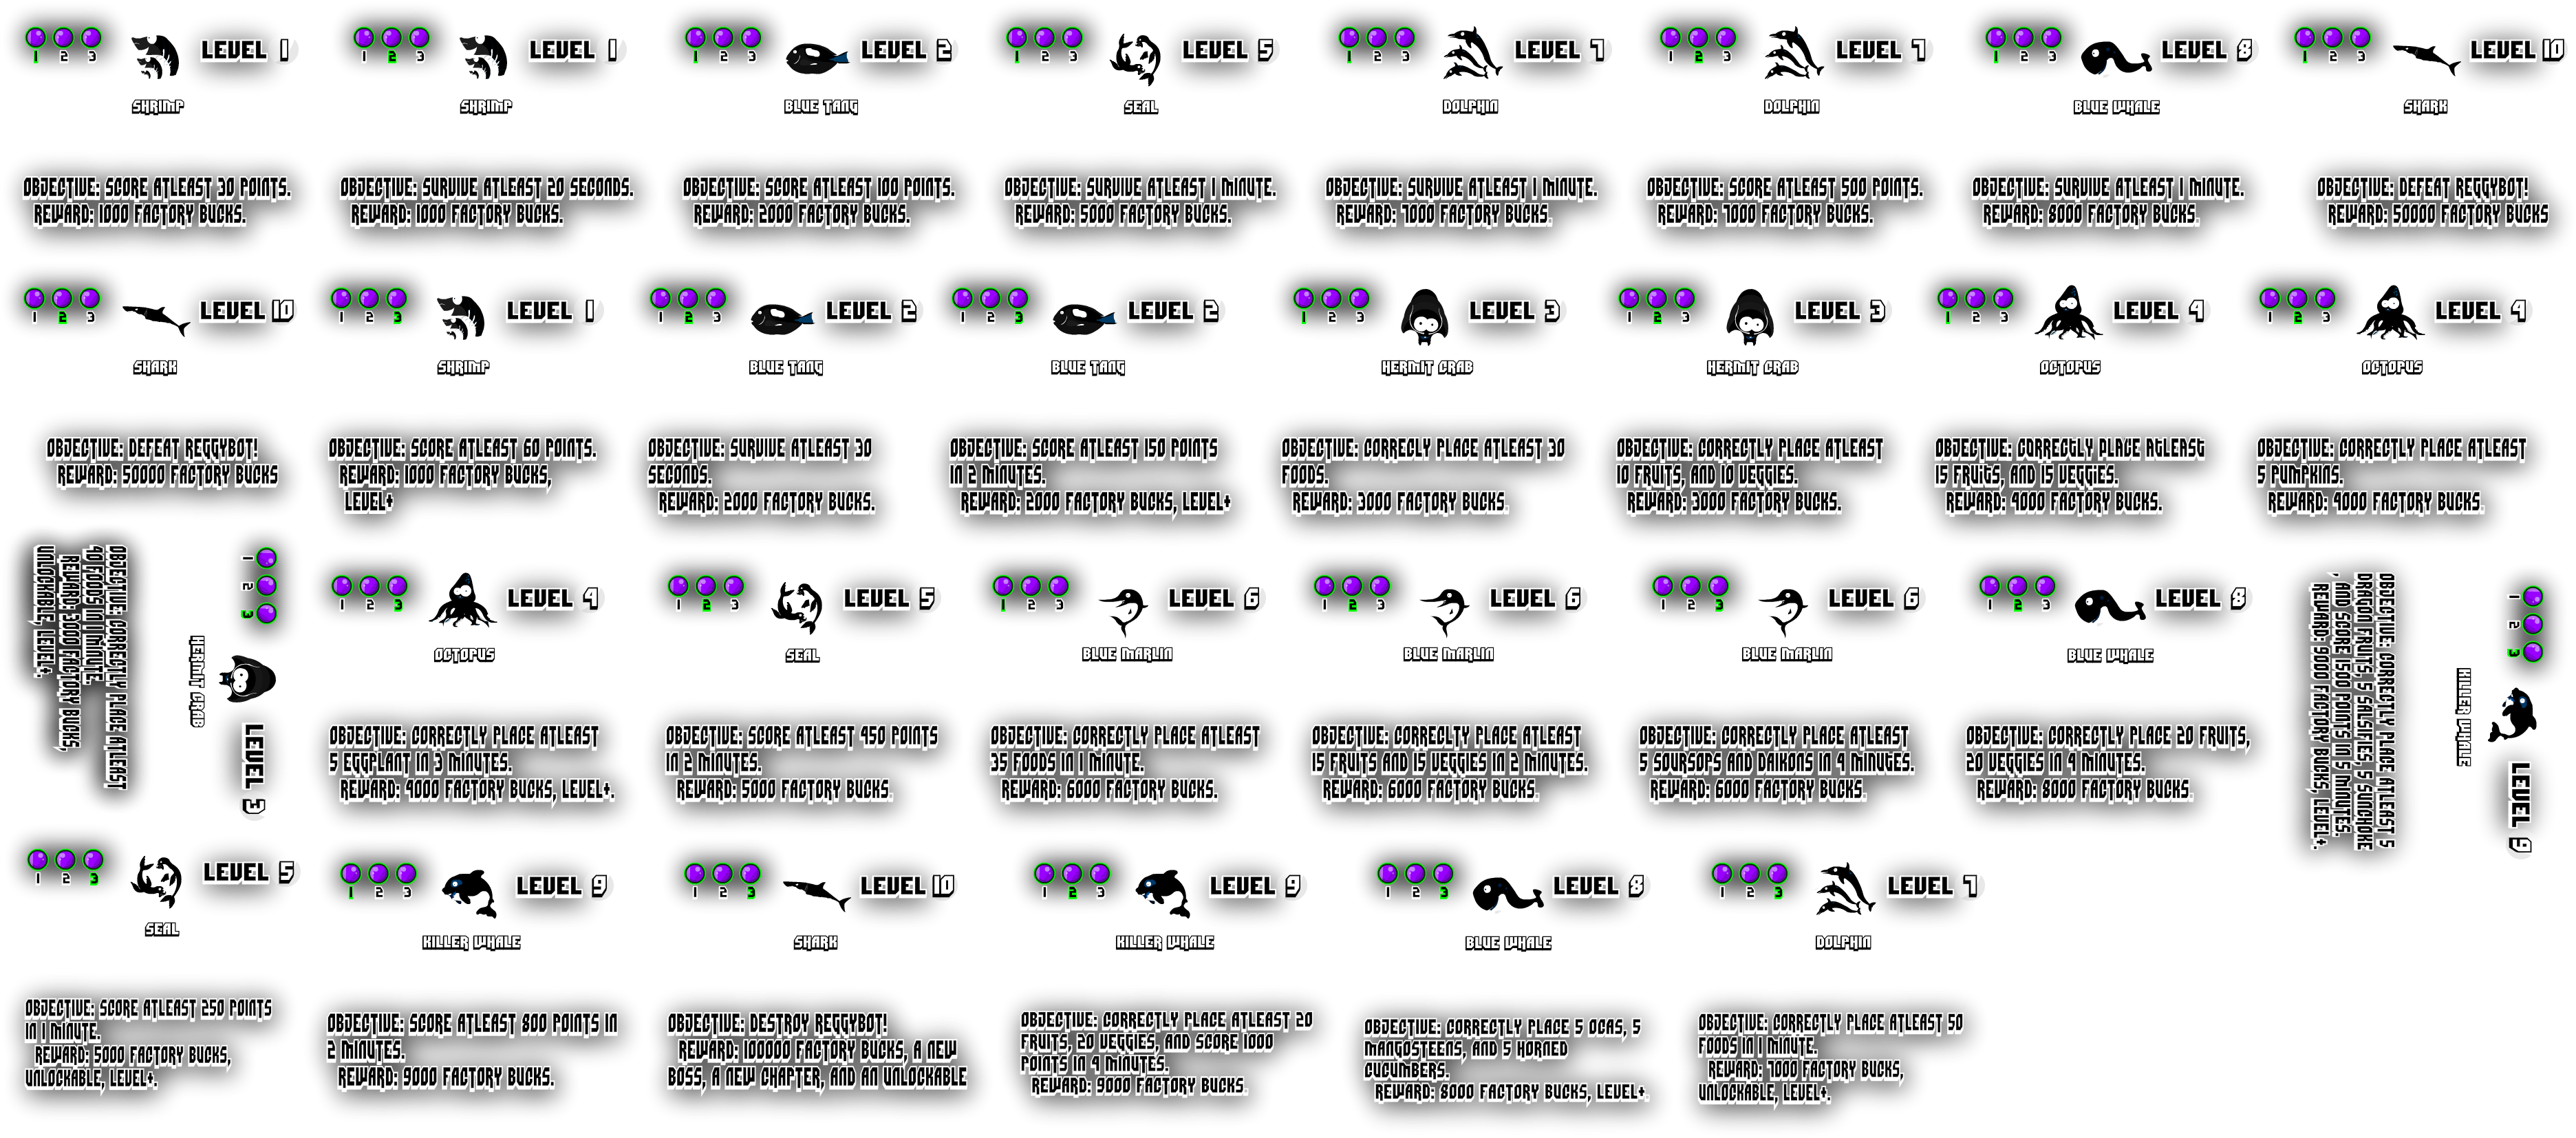 1 2 3
LEVEL 1
SHRIMP
OBJECTIVE: SCORE ATLEAST 30 POINTS.
REWARD: 1000 FACTORY BUCKS.
1 2 3
LEVEL 1
SHRIMP
OBJECTIVE: SURVIVE ATLEAST 20 SECONDS.
REWARD: 1000 FACTORY BUCKS.
1 2 3
LEVEL 2
BLUE TANG
OBJECTIVE: SCORE ATLEAST 100 POINTS.
REWARD: 2000 FACTORY BUCKS.
1 2 3
LEVEL 5
SEAL
OBJECTIVE: SURVIVE ATLEAST 1 MINUTE.
REWARD: 5000 FACTORY BUCKS.
1 2 3
LEVEL 7
DOLPHIN
OBJECTIVE: SURVIVE ATLEAST 1 MINUTE.
REWARD: 7000 FACTORY BUCKS.
1 2 3
LEVEL 7
DOLPHIN
OBJECTIVE: SCORE ATLEAST 500 POINTS.
REWARD: 7000 FACTORY BUCKS.
1 2 3
LEVEL 8
BLUE WHALE
OBJECTIVE: SURVIVE ATLEAST 1 MINUTE.
REWARD: 8000 FACTORY BUCKS.
1 2 3
LEVEL 10
SHARK
OBJECTIVE: DEFEAT REGGYBOT!
REWARD: 50000 FACTORY BUCKS
1 2 3
LEVEL 10
SHARK
OBJECTIVE: DEFEAT REGGYBOT!
REWARD: 50000 FACTORY BUCKS
1 2 3
LEVEL 1
SHRIMP
OBJECTIVE: SCORE ATLEAST 60 POINTS.
REWARD: 1000 FACTORY BUCKS,
LEVEL+
1 2 3
LEVEL 2
BLUE TANG
OBJECTIVE: SURVIVE ATLEAST 30
SECONDS.
REWARD: 2000 FACTORY BUCKS.
1 2 3
LEVEL 2
BLUE TANG
OBJECTIVE: SCORE ATLEAST 150 POINTS
IN 2 MINUTES.
REWARD: 2000 FACTORY BUCKS, LEVEL+
1 2 3
LEVEL 3
HERMIT CRAB
OBJECTIVE: CORRECLY PLACE ATLEAST 30
FOODS.
REWARD: 3000 FACTORY BUCKS.
1 2 3
LEVEL 3
HERMIT CRAB
OBJECTIVE: CORRECTLY PLACE ATLEAST
10 FRUITS, AND 10 VEGGIES.
REWARD: 3000 FACTORY BUCKS.
1 2 3
LEVEL 4
OCTOPUS
OBJECTIVE: CORRECTLY PLACE ATLEAST
15 FRUITS, AND 15 VEGGIES.
REWARD: 4000 FACTORY BUCKS.
1 2 3
LEVEL 4
OCTOPUS
OBJECTIVE: CORRECTLY PLACE ATLEAST
5 PUMPKINS.
REWARD: 4000 FACTORY BUCKS.
1 2 3
LEVEL 3
HERMIT CRAB
OBJECTIVE: CORRECTLY PLACE ATLEAST
40 FOODS IN 1 MINUTE.
REWARD: 3000 FACTORY BUCKS,
UNLOCKABLE, LEVEL+.
1 2 3
LEVEL 4
OCTOPUS
OBJECTIVE: CORRECTLY PLACE ATLEAST
5 EGGPLANT IN 3 MINUTES.
REWARD: 4000 FACTORY BUCKS, LEVEL+.
1 2 3
LEVEL 5
SEAL
OBJECTIVE: SCORE ATLEAST 450 POINTS
IN 2 MINUTES.
REWARD: 5000 FACTORY BUCKS.
1 2 3
LEVEL 6
BLUE MARLIN
OBJECTIVE: CORRECTLY PLACE ATLEAST
35 FOODS IN 1 MINUTE.
REWARD: 6000 FACTORY BUCKS.
1 2 3
LEVEL 6
BLUE MARLIN
OBJECTIVE: CORRECLTY PLACE ATLEAST
15 FRUITS AND 15 VEGGIES IN 2 MINUTES.
REWARD: 6000 FACTORY BUCKS.
1 2 3
LEVEL 6
BLUE MARLIN
OBJECTIVE: CORRECTLY PLACE ATLEAST
5 SOURSOPS AND DAIKONS IN 4 MINUTES.
REWARD: 6000 FACTORY BUCKS.
1 2 3
LEVEL 8
BLUE WHALE
OBJECTIVE: CORRECTLY PLACE 20 FRUITS,
20 VEGGIES IN 4 MINUTES.
REWARD: 8000 FACTORY BUCKS.
1 2 3
LEVEL 9
KILLER WHALE
OBJECTIVE: CORRECTLY PLACE ATLEAST 5
DRAGON FRUITS, 5 SALSIFIES, 5 SUNCHOKE
, AND SCORE 1500 POINTS IN 5 MINUTES.
REWARD: 9000 FACTORY BUCKS, LEVEL+.
1 2 3
LEVEL 5
SEAL
OBJECTIVE: SCORE ATLEAST 250 POINTS
IN 1 MINUTE.
REWARD: 5000 FACTORY BUCKS,
UNLOCKABLE, LEVEL+.
1 2 3
LEVEL 9
KILLER WHALE
OBJECTIVE: SCORE ATLEAST 800 POINTS IN
2 MINUTES.
REWARD: 9000 FACTORY BUCKS.
1 2 3
LEVEL 10
SHARK
OBJECTIVE: DESTROY REGGYBOT!
REWARD: 100000 FACTORY BUCKS, A NEW
BOSS, A NEW CHAPTER, AND AN UNLOCKABLE
1 2 3
LEVEL 9
KILLER WHALE
OBJECTIVE: CORRECTLY PLACE ATLEAST 20
FRUITS, 20 VEGGIES, AND SCORE 1000
POINTS IN 4 MINUTES.
REWARD: 9000 FACTORY BUCKS.
1 2 3
LEVEL 8
BLUE WHALE
OBJECTIVE: CORRECTLY PLACE 5 OCAS, 5
MANGOSTEENS, AND 5 HORNED
CUCUMBERS.
REWARD: 8000 FACTORY BUCKS, LEVEL+.
1 2 3
LEVEL 7
DOLPHIN
OBJECTIVE: CORRECTLY PLACE ATLEAST 50
FOODS IN 1 MINUTE.
REWARD: 7000 FACTORY BUCKS,
UNLOCKABLE, LEVEL+.